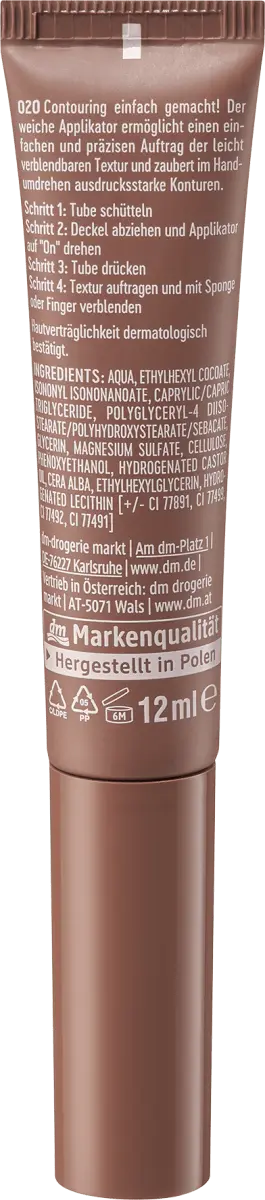 020 Contouring einfach gemacht! Der
weiche Applikator ermöglicht einen ein-
fachen und präzisen Auftrag der leicht
verblendbaren Textur und zaubert im Hand-
umdrehen ausdrucksstarke Konturen.
Schritt 1: Tube schütteln
Schritt 2: Deckel abziehen und Applikator
auf "On" drehen
Schritt 3: Tube drücken
Schritt 4: Textur auftragen und mit Sponge
oder Finger verblenden
Hautverträglichkeit dermatologisch
bestätigt.
INGREDIENTS: AQUA, ETHYLHEXYL COCOATE,
ISONONYL ISONONANOATE, CAPRYLIC/CAPRIC
TRIGLYCERIDE, POLYGLYCERYL-4 DIISO-
STEARATE/POLYHYDROXYSTEARATE/SEBACATE,
GLYCERIN, MAGNESIUM SULFATE, CELLULOSE,
PHENOXYETHANOL, HYDROGENATED CASTOR
OIL, CERA ALBA, ETHYLHEXYLGLYCERIN, HYDRO-
GENATED LECITHIN [+/- CI 77891, CI 77499,
CI 77492, CI 77491]
dm-drogerie markt | Am dm-Platz 1 |
DE-76227 Karlsruhe | www.dm.de |
Vertrieb in Österreich: dm drogerie
markt | AT-5071 Wals | www.dm.at
dm Markenqualität
Hergestellt in Polen
C/LDPE 05 PP 6M 12 ml e